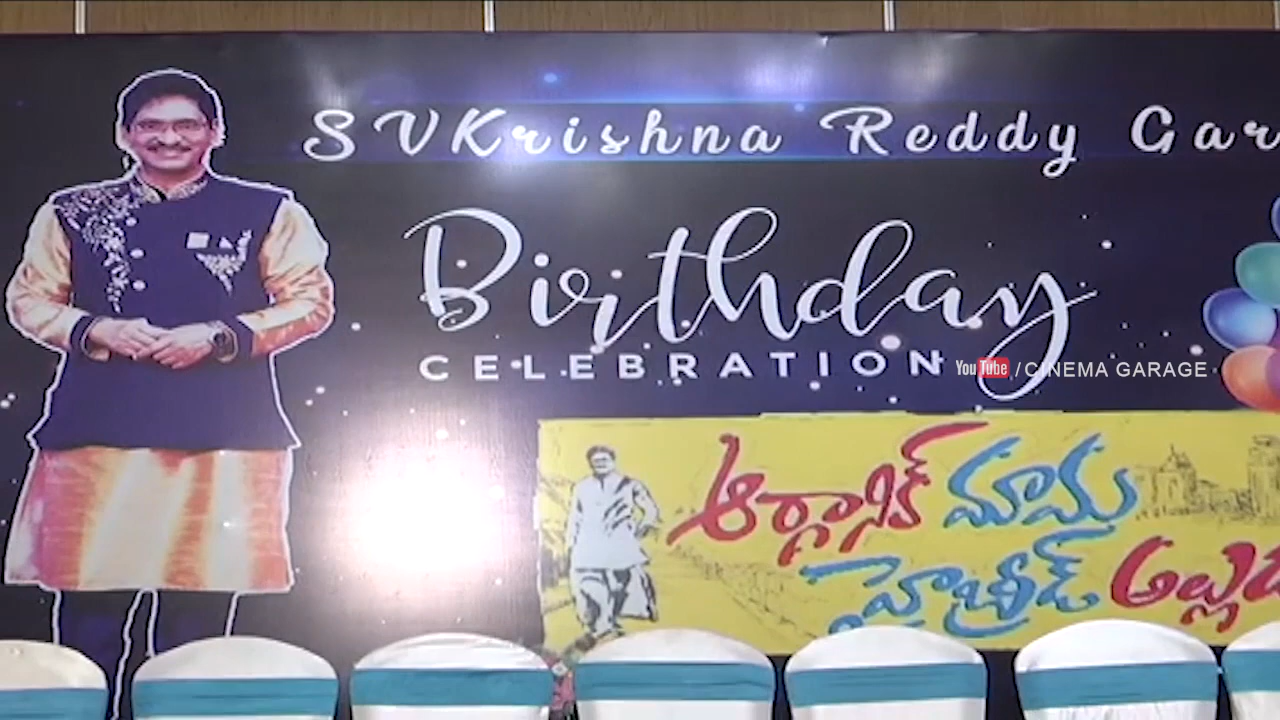 SVKrishna Reddy Gar
Birthday
CELEBRATION
YouTube /CINEMA GARAGE
ఆర్గానిక్ మామ
హైబ్రీడ్ అల్లు